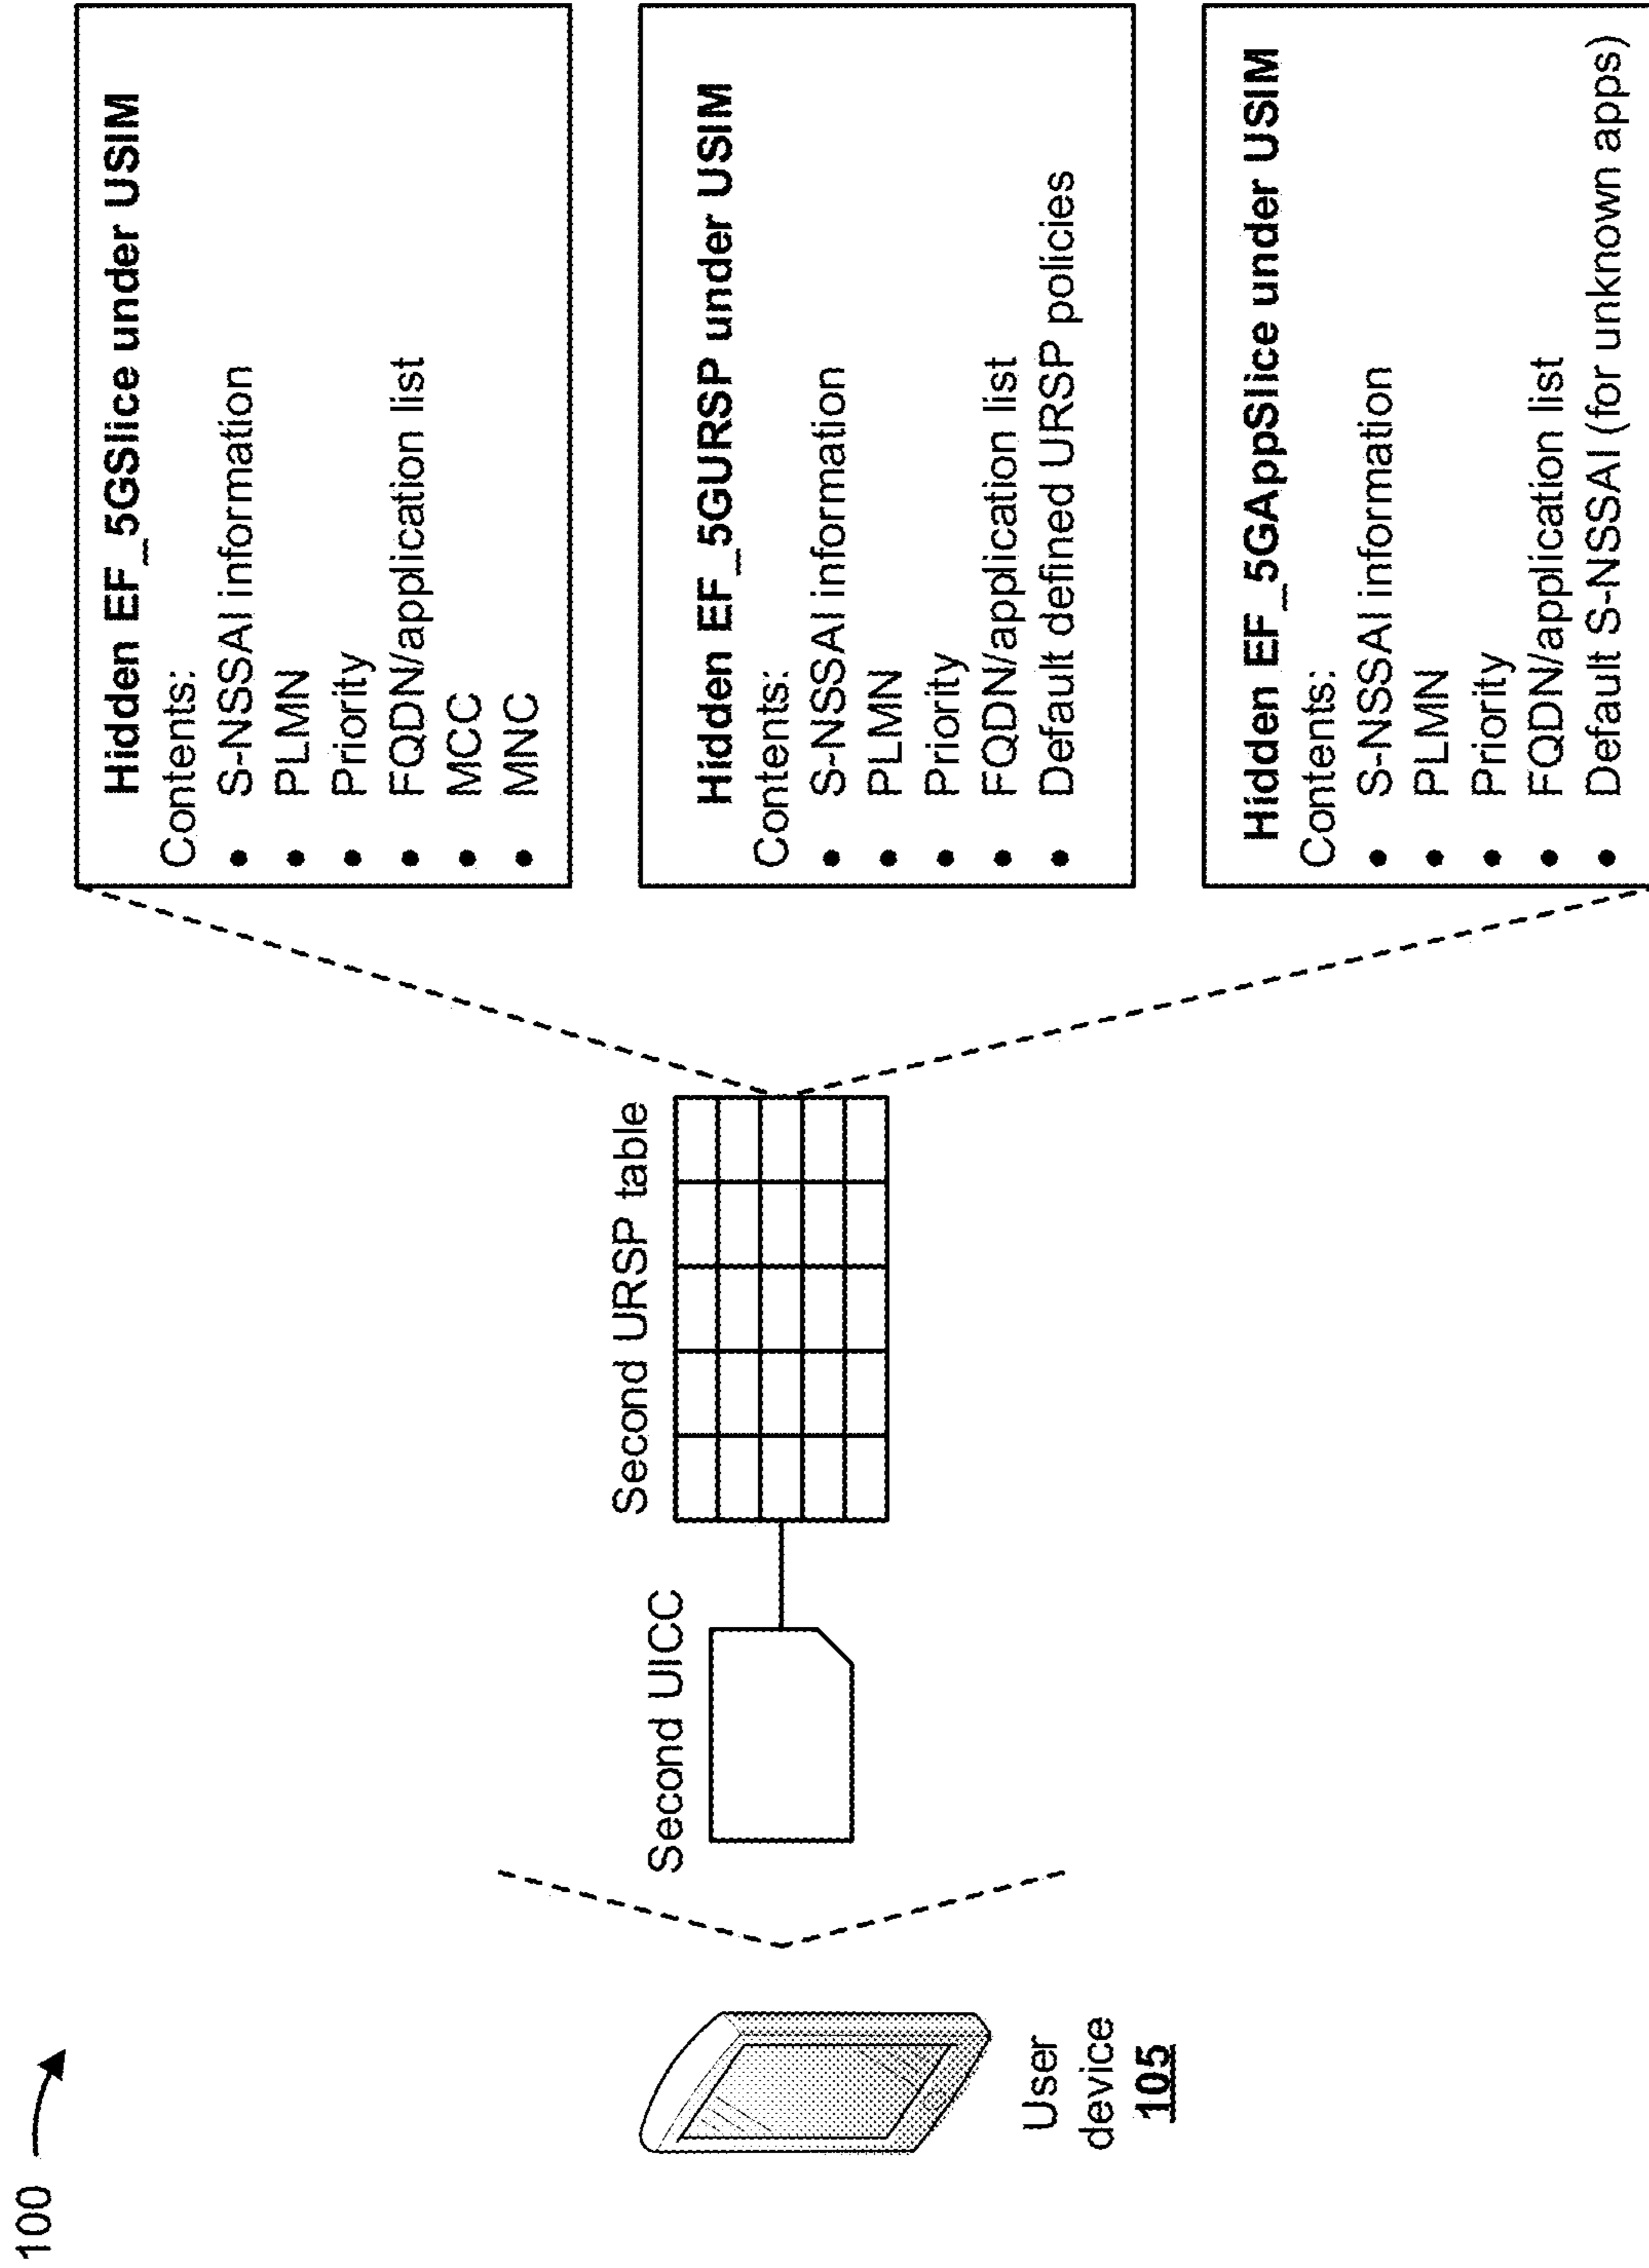 100
User
device
105
Second UICC
Second URSP table
Hidden EF_5GSlice under USIM
Contents:
• S-NSSAI information
• PLMN
• Priority
• FQDN/application list
• MCC
• MNC
Hidden EF_5GURSP under USIM
Contents:
• S-NSSAI information
• PLMN
• Priority
• FQDN/application list
• Default defined URSP policies
Hidden EF_5GAppSlice under USIM
Contents:
• S-NSSAI information
• PLMN
• Priority
• FQDN/application list
• Default S-NSSAI (for unknown apps)